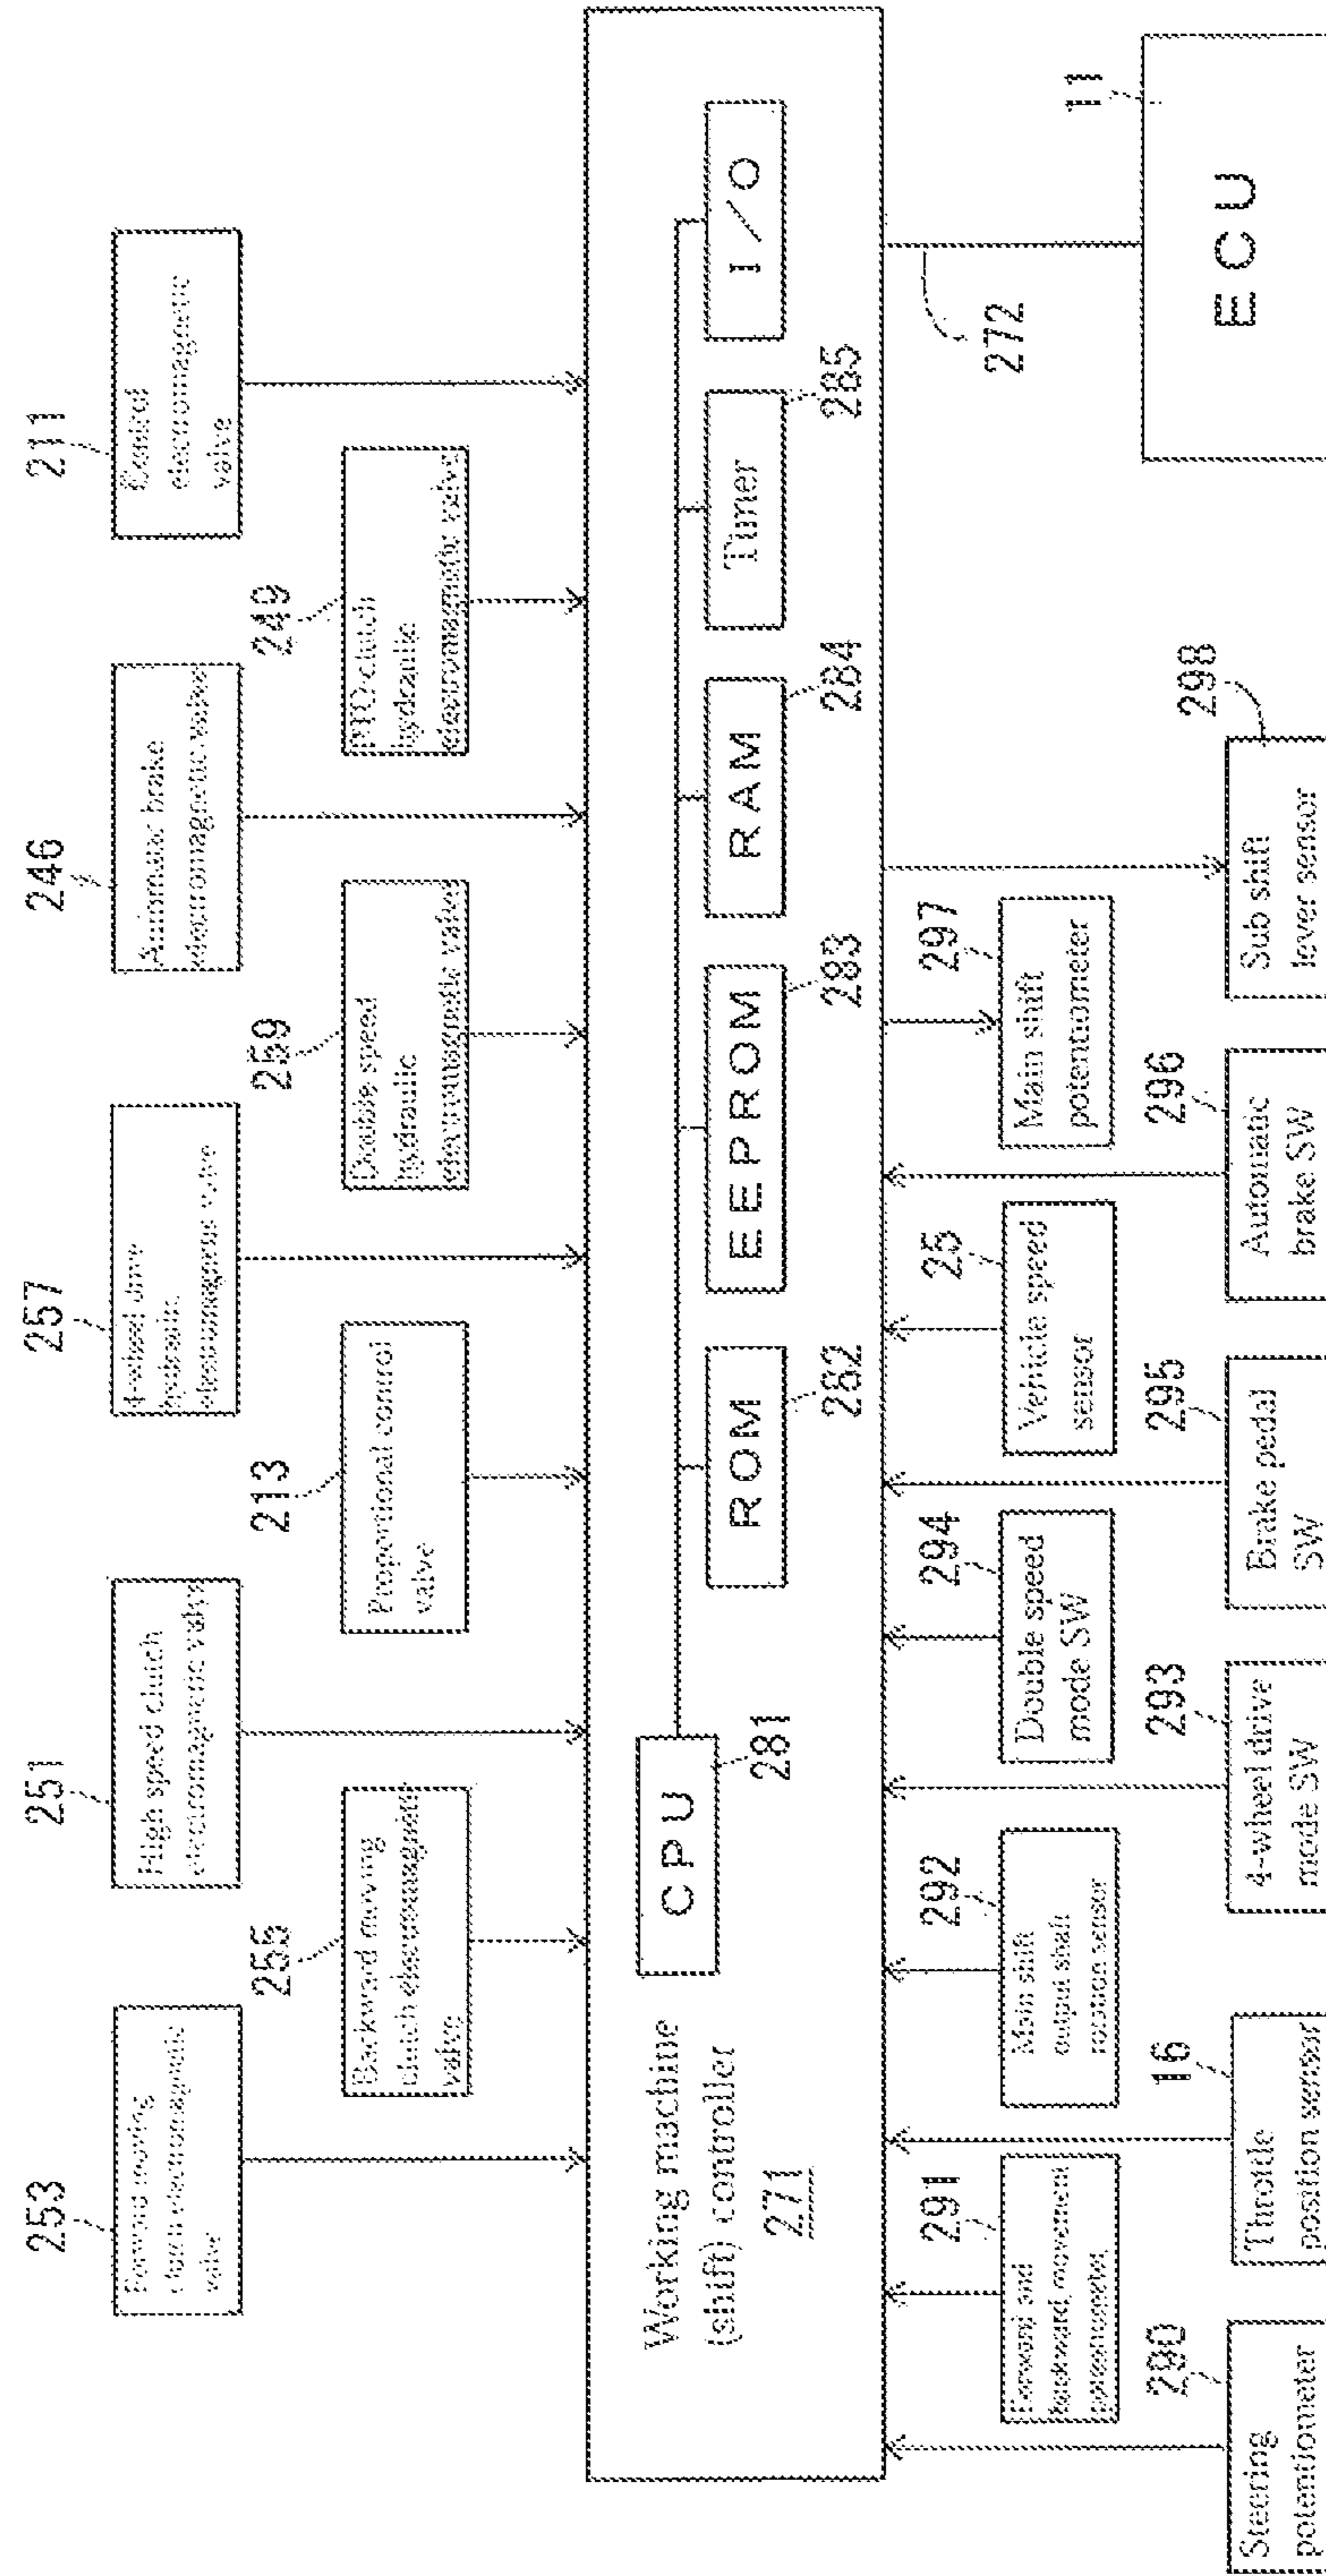 253
Forward moving
clutch electromagnetic
valve
251
High speed clutch
electromagnetic valve
257
4-wheel drive
hydraulic
electromagnetic valve
246
Automatic brake
electromagnetic valve
211
Control
electromagnetic
valve
255
Backward moving
clutch electromagnetic
valve
213
Proportional control
valve
259
Double speed
hydraulic
electromagnetic valve
249
PTO clutch
hydraulic
electromagnetic valve
Working machine
(shift) controller
271
CPU
281
ROM
282
EEPROM
283
RAM
284
Timer
285
I/O
272
ECU
11
291
Forward and
backward movement
potentiometer
292
Main shift
output shaft
rotation sensor
294
Double speed
mode SW
25
Vehicle speed
sensor
297
Main shift
potentiometer
290
Steering
potentiometer
16
Throttle
position sensor
293
4-wheel drive
mode SW
295
Brake pedal
SW
296
Automatic
brake SW
298
Sub shift
lever sensor